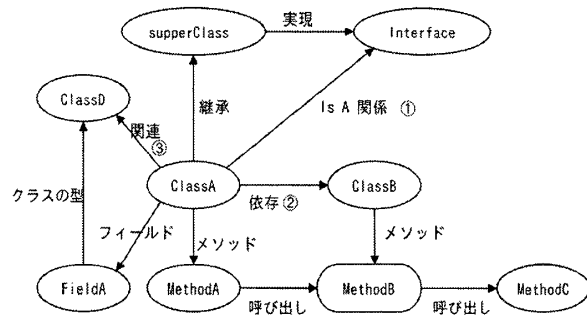 実現
supperClass
Interface
Is A 関係 ①
ClassD
継承
関連
③
ClassA
ClassB
クラスの型
依存②
フィールド
メソッド
メソッド
FieldA
MethodA
MethodB
MethodC
呼び出し
呼び出し